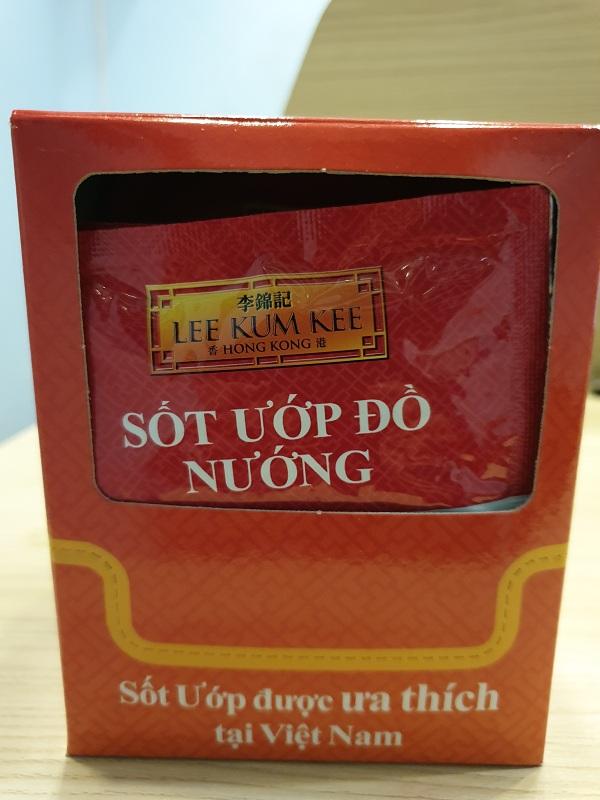 李錦記
LEE KUM KEE
香 HONG KONG 港
SỐT ƯỚP ĐỒ
NƯỚNG
Sốt Ướp được ưa thích
tại Việt Nam